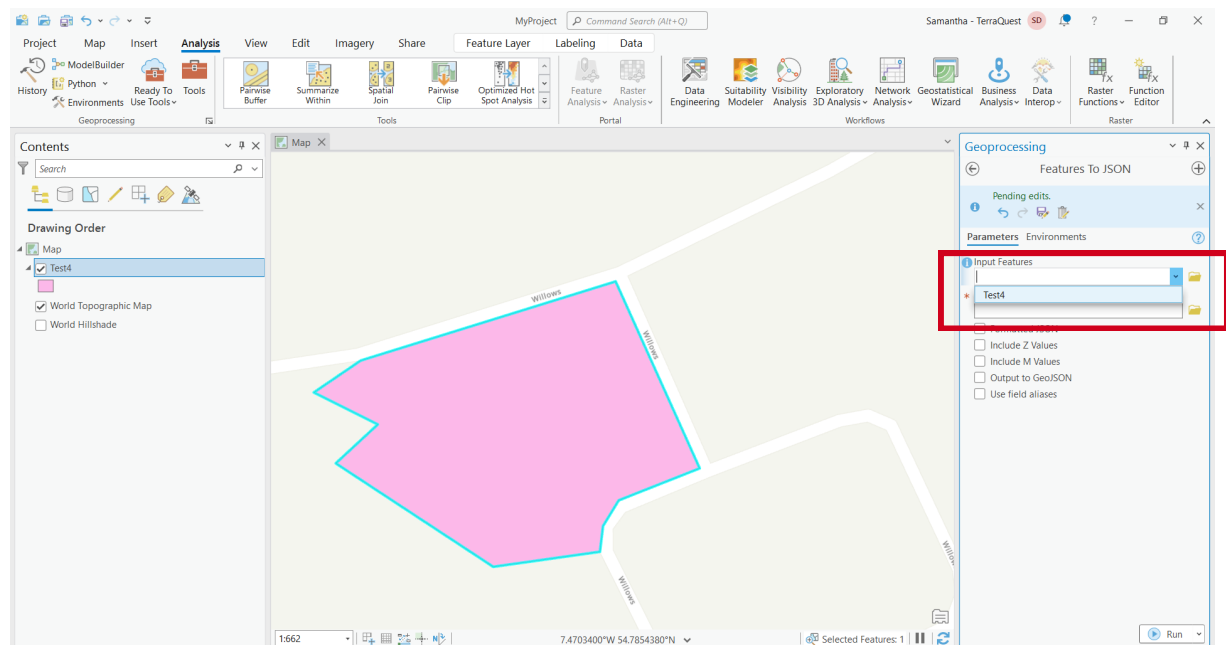 MyProject
Command Search (Alt+Q)
Samantha - TerraQuest
SD
?
Project Map Insert Analysis View Edit Imagery Share Feature Layer Labeling Data
History
ModelBuilder
Python
Environments
Ready To
Use Tools
Tools
Geoprocessing
Pairwise
Buffer
Summarize
Within
Spatial
Join
Pairwise
Clip
Optimized Hot
Spot Analysis
Tools
Feature
Analysis
Raster
Analysis
Portal
Data
Engineering
Suitability
Modeler
Visibility
Analysis
Exploratory
3D Analysis
Network
Analysis
Geostatistical
Wizard
Business
Analysis
Data
Interop
Workflows
Raster
Functions
Function
Editor
Raster
Contents
Search
Drawing Order
Map
Test4
World Topographic Map
World Hillshade
Map
Willows
Willows
Willows
1:662
7.4703400°W 54.7854380°N
Selected Features: 1
Geoprocessing
Features To JSON
Pending edits.
Parameters Environments
Input Features
Test4
Include Z Values
Include M Values
Output to GeoJSON
Use field aliases
Run